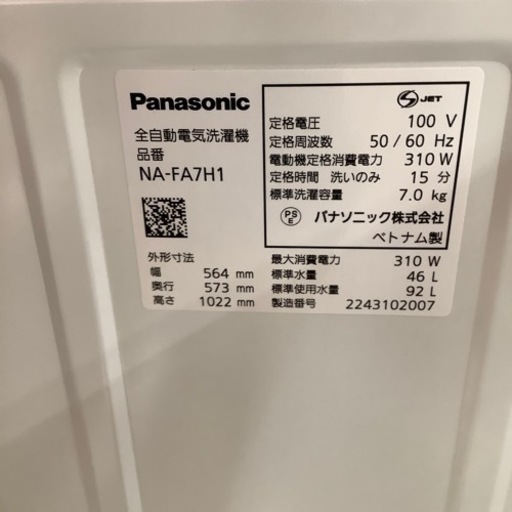 Panasonic
全自動電気洗濯機
品番
NA-FA7H1
外形寸法
幅 564 mm
奥行 573 mm
高さ 1022 mm
S JET
定格電圧 100 V
定格周波数 50 / 60 Hz
電動機定格消費電力 310 W
定格時間 洗いのみ 15 分
標準洗濯容量 7.0 kg
PSE パナソニック株式会社
ベトナム製
最大消費電力 310 W
標準水量 46 L
標準使用水量 92 L
製造番号 2243102007